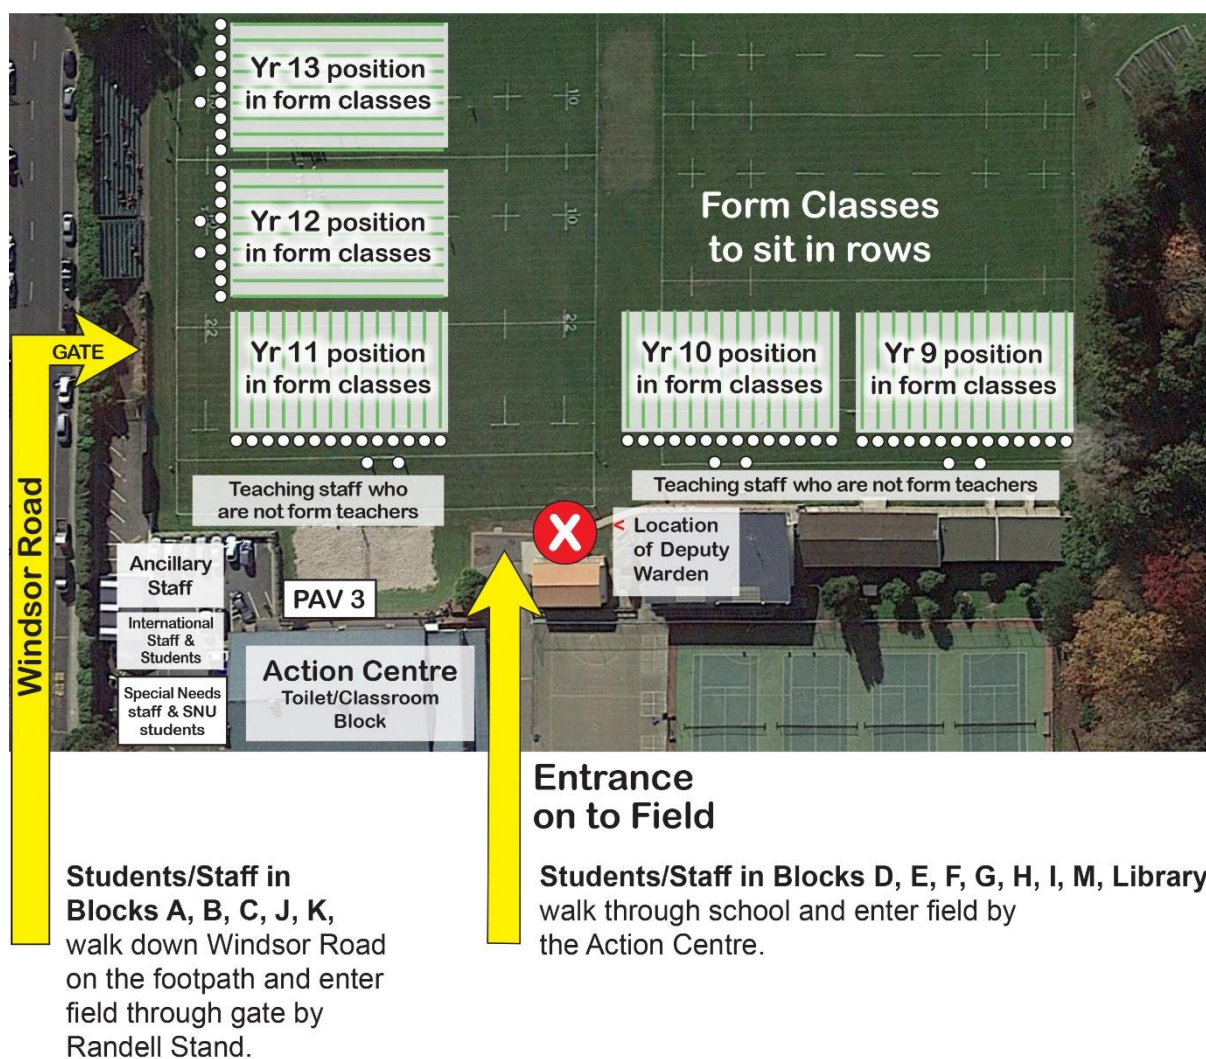 Yr 13 position
in form classes
Yr 12 position
in form classes
Form Classes
to sit in rows
GATE
Yr 11 position
in form classes
Yr 10 position
in form classes
Yr 9 position
in form classes
Teaching staff who
are not form teachers
Teaching staff who are not form teachers
Windsor Road
X
< Location
of Deputy
Warden
Ancillary
Staff
International
Staff &
Students
Special Needs
staff & SNU
students
PAV 3
Action Centre
Toilet/Classroom
Block
10
10
22
22
Entrance
on to Field
Students/Staff in
Blocks A, B, C, J, K,
walk down Windsor Road
on the footpath and enter
field through gate by
Randell Stand.
Students/Staff in Blocks D, E, F, G, H, I, M, Library
walk through school and enter field by
the Action Centre.